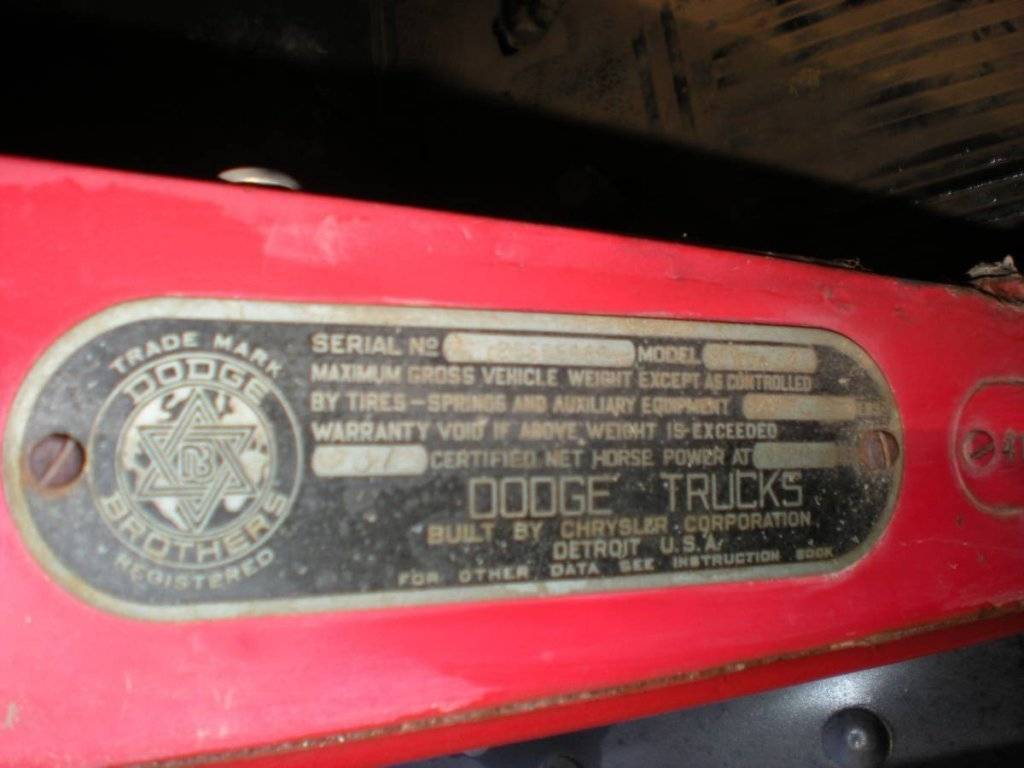 TRADE MARK
DODGE
BROTHERS
REGISTERED
SERIAL Nº
MODEL
MAXIMUM GROSS VEHICLE WEIGHT EXCEPT AS CONTROLLED
BY TIRES-SPRINGS AND AUXILIARY EQUIPMENT
WARRANTY VOID IF ABOVE WEIGHT IS EXCEEDED
CERTIFIED NET HORSE POWER AT
DODGE TRUCKS
BUILT BY CHRYSLER CORPORATION
DETROIT U.S.A.
FOR OTHER DATA SEE INSTRUCTION BOOK